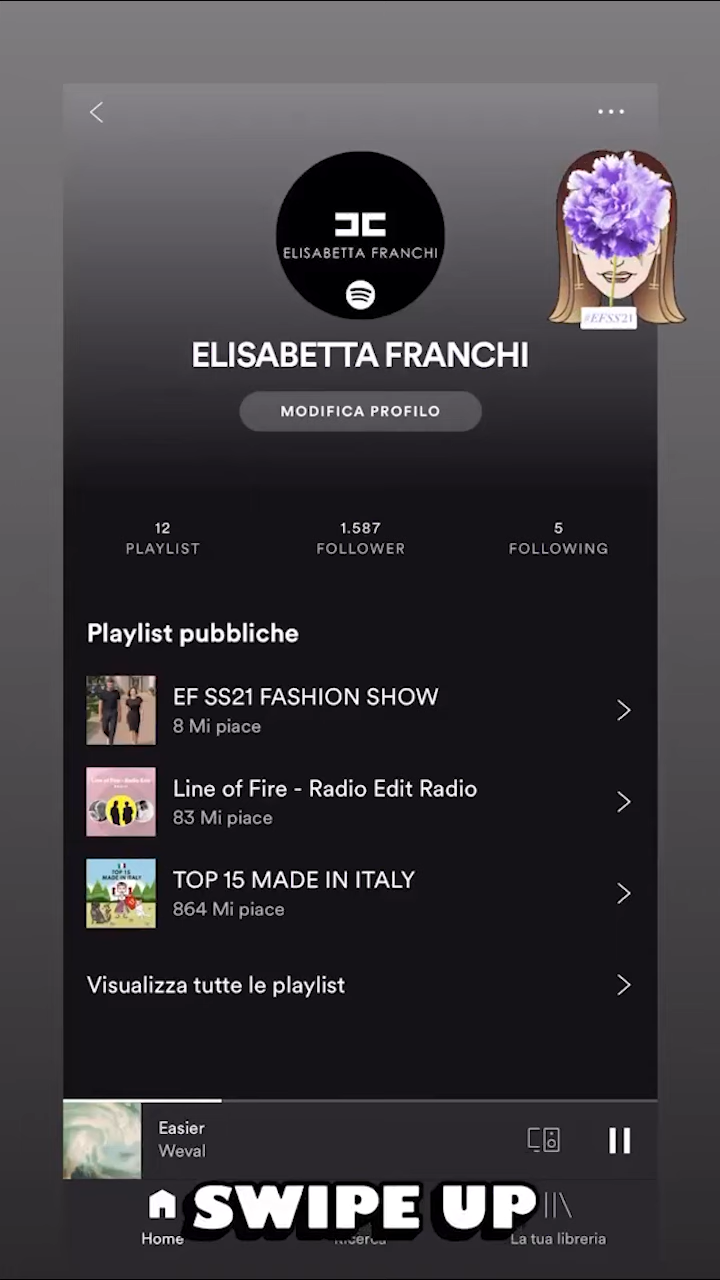 ELISABETTA FRANCHI
#EFSS21
ELISABETTA FRANCHI
MODIFICA PROFILO
12
PLAYLIST
1.587
FOLLOWER
5
FOLLOWING
Playlist pubbliche
EF SS21 FASHION SHOW
8 Mi piace
Line of Fire - Radio Edit Radio
83 Mi piace
TOP 15 MADE IN ITALY
864 Mi piace
Visualizza tutte le playlist
Easier
Weval
SWIPE UP
Home
Ricerca
La tua libreria